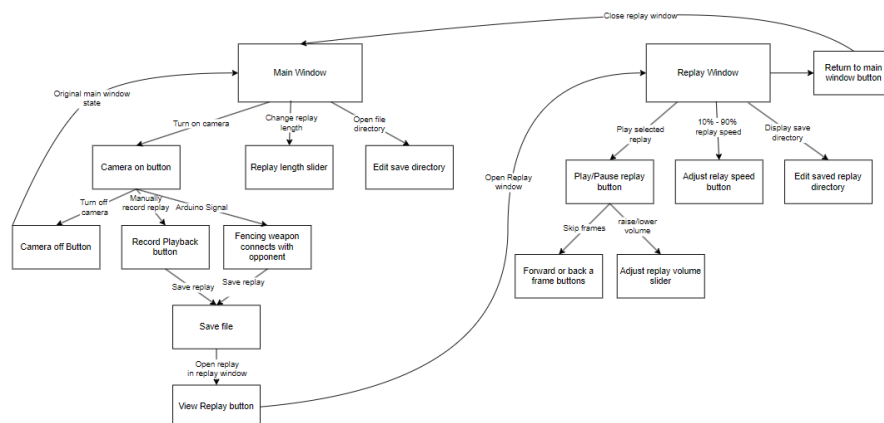 Close replay window
Main Window
Replay Window
Return to main
window button
Original main window
state
Turn on camera
Change replay
length
Open file
directory
Play selected
replay
10% - 90%
replay speed
Display save
directory
Camera on button
Replay length slider
Edit save directory
Open Replay
window
Play/Pause replay
button
Adjust relay speed
button
Edit saved replay
directory
Turn off
camera
Manually
record replay
Arduino Signal
Skip frames
raise/lower
volume
Camera off Button
Record Playback
button
Fencing weapon
connects with
opponent
Forward or back a
frame buttons
Adjust replay volume
slider
Save replay
Save replay
Save file
Open replay
in replay window
View Replay button